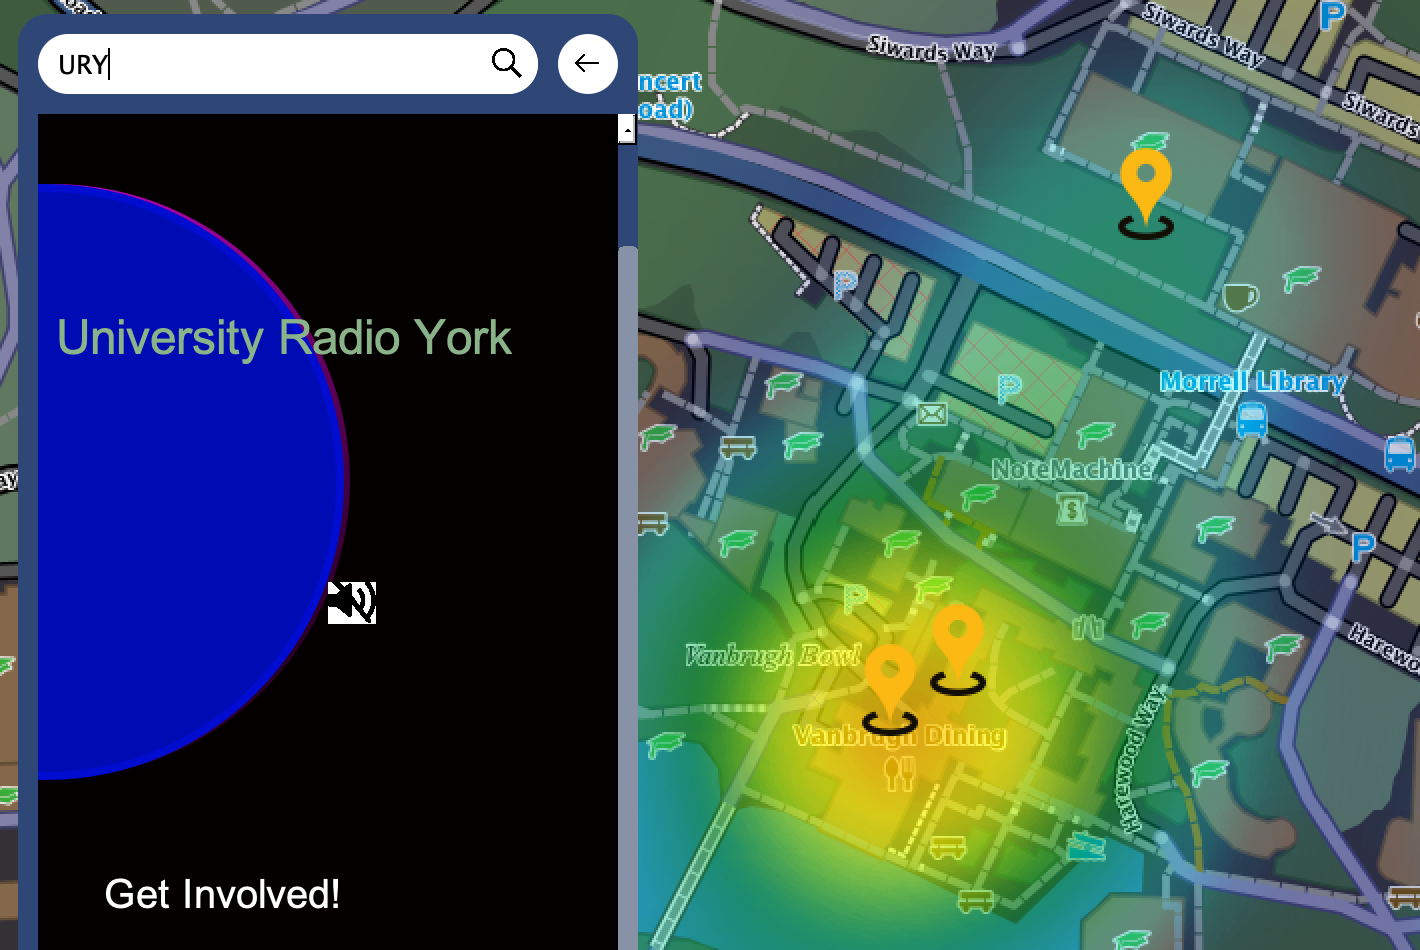 URY
University Radio York
Get Involved!
ncert
oad)
Siwards Way
Siwards Way
P
Siwards
P
Morrell Library
P
NoteMachine
$
P
P
Vanbrugh Bowl
Vanbrugh Dining
Harewood Way
Harewo